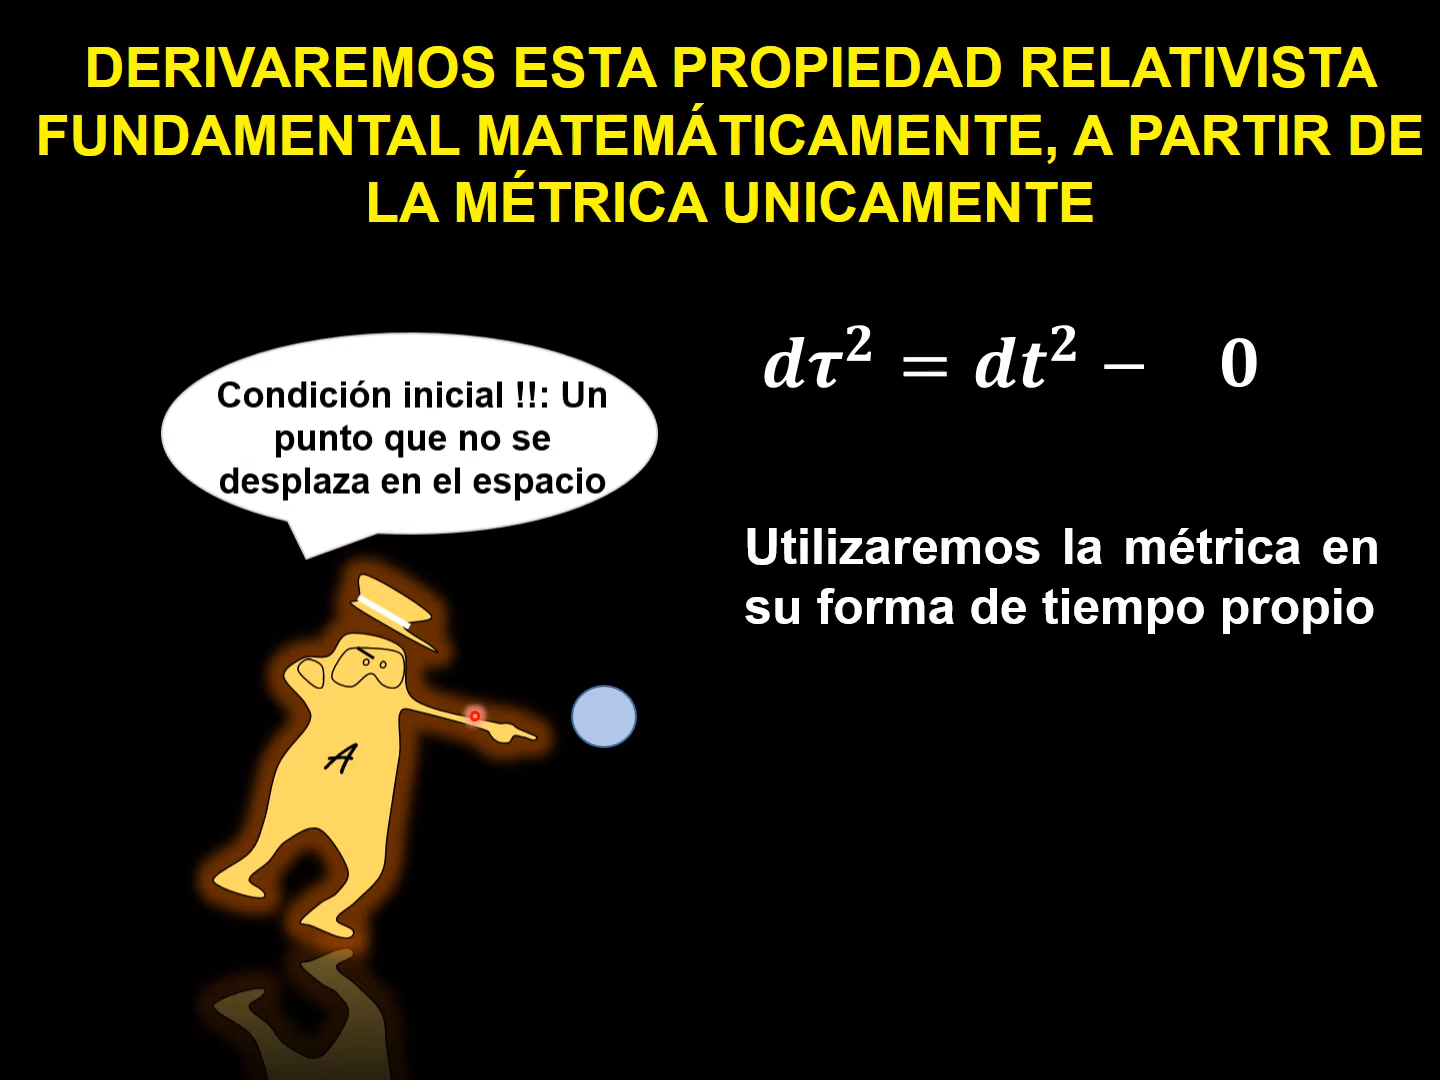 DERIVAREMOS ESTA PROPIEDAD RELATIVISTA
FUNDAMENTAL MATEMÁTICAMENTE, A PARTIR DE
LA MÉTRICA UNICAMENTE
dτ² = dt² − 0
Condición inicial !!: Un
punto que no se
desplaza en el espacio
Utilizaremos la métrica en
su forma de tiempo propio
A